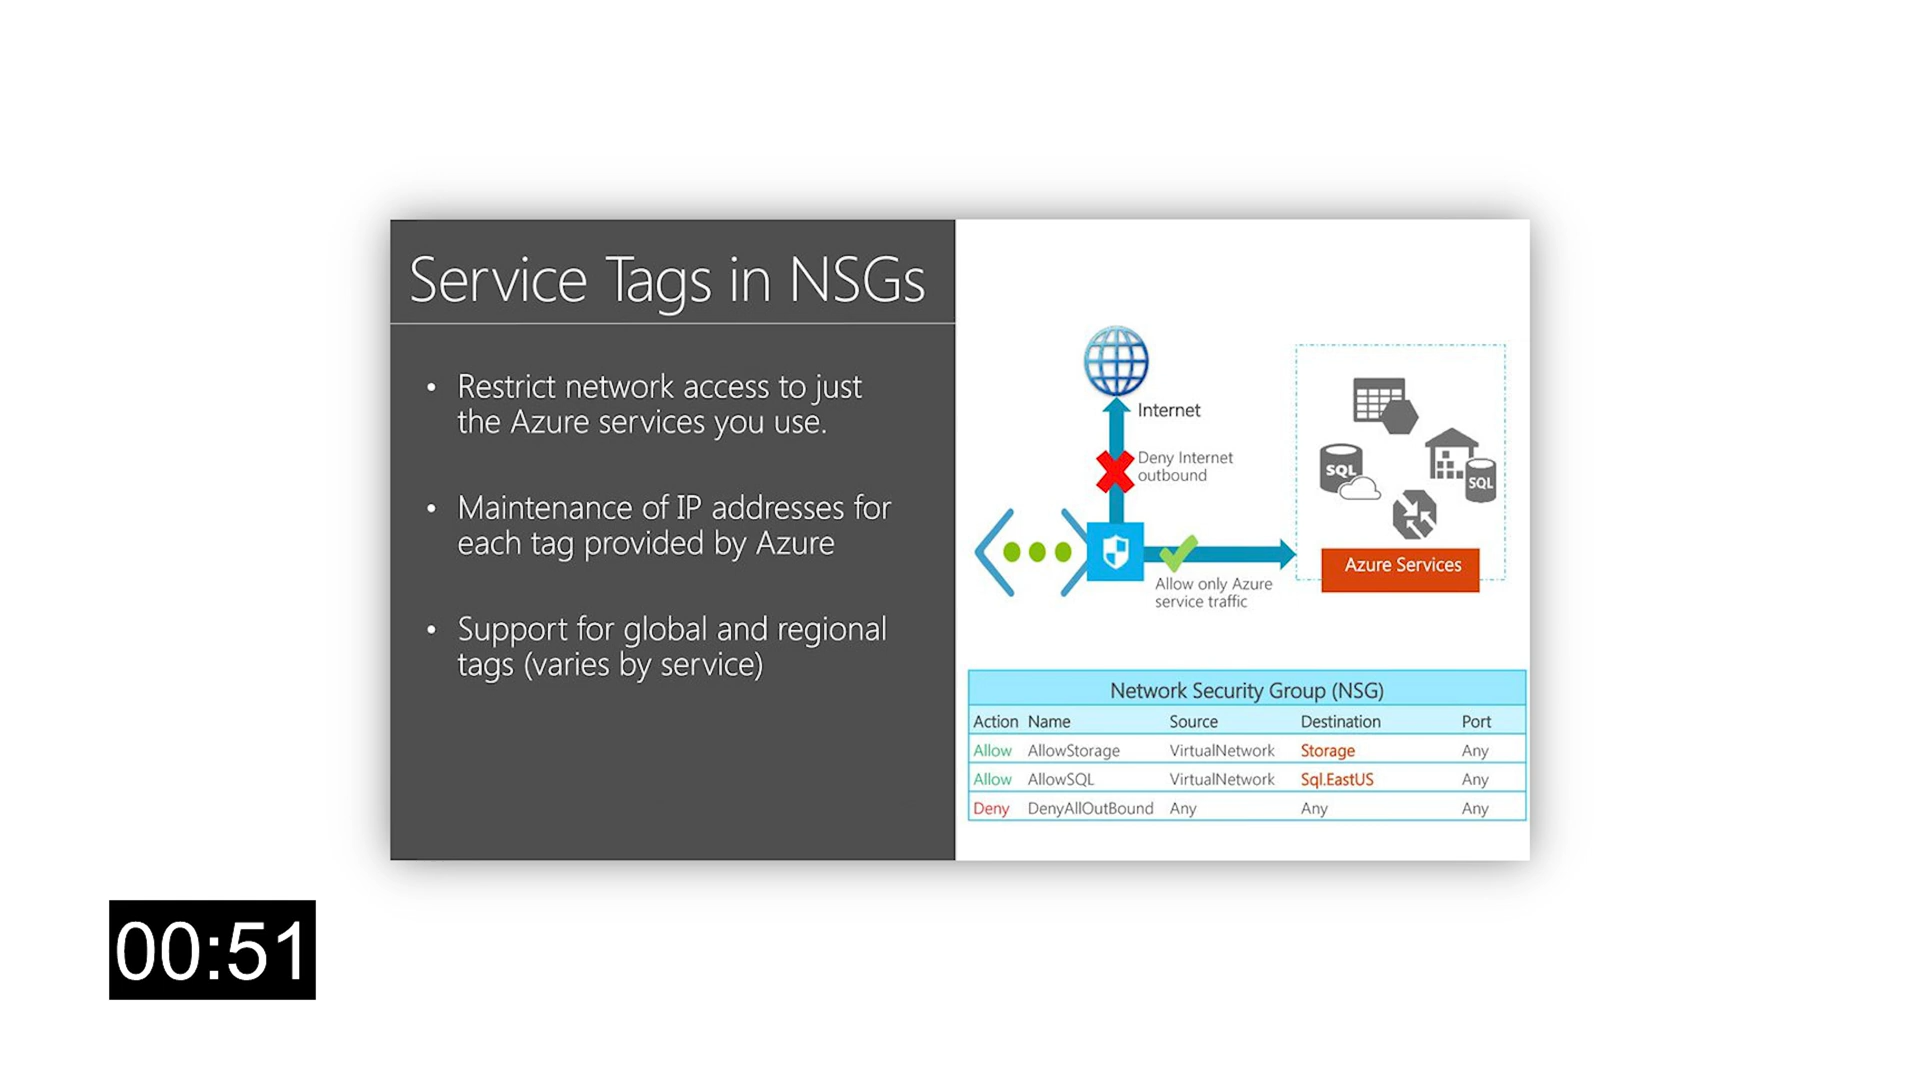 Service Tags in NSGs
• Restrict network access to just
the Azure services you use.
• Maintenance of IP addresses for
each tag provided by Azure
• Support for global and regional
tags (varies by service)
Internet
Deny Internet
outbound
Allow only Azure
service traffic
SQL
SQL
Azure Services
Network Security Group (NSG)
Action Name Source Destination Port
Allow AllowStorage VirtualNetwork Storage Any
Allow AllowSQL VirtualNetwork Sql.EastUS Any
Deny DenyAllOutBound Any Any Any
00:51